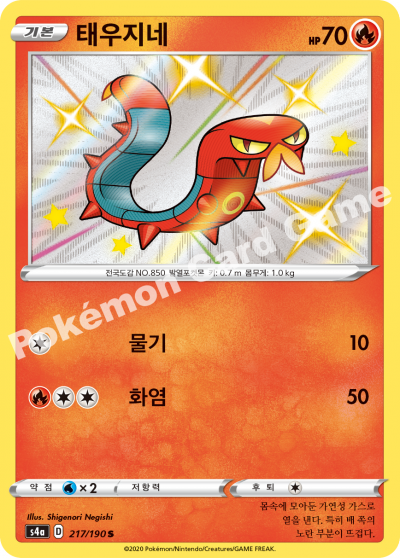 기본 태우지네 HP 70
전국도감 NO.850 발열포켓몬 키: 0.7 m 몸무게: 1.0 kg
물기 10
화염 50
약점 ×2 저항력 후퇴
Illus. Shigenori Negishi
s4a D 217/190 S
몸속에 모아둔 가연성 가스로
열을 낸다. 특히 배 쪽의
노란 부분이 뜨겁다.
©2020 Pokémon/Nintendo/Creatures/GAME FREAK.
Pokémon Card Game